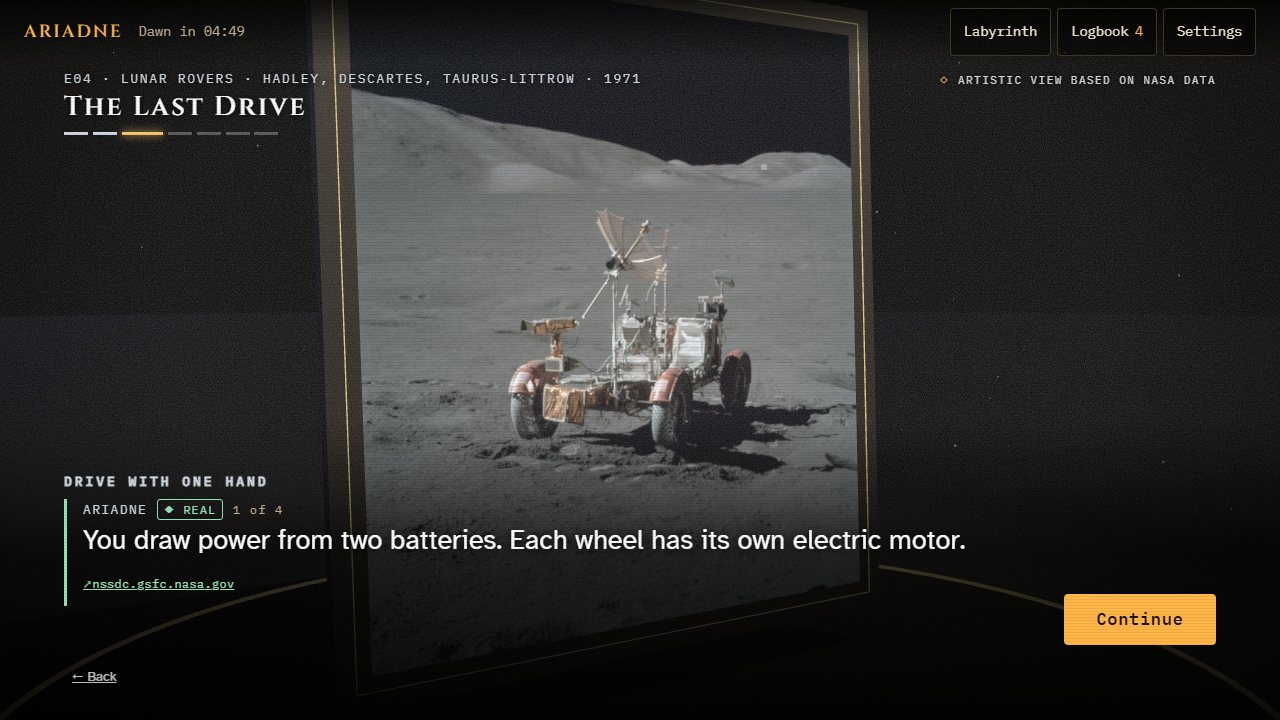 ARIADNE Dawn in 04:49 Labyrinth Logbook 4 Settings
E04 · LUNAR ROVERS · HADLEY, DESCARTES, TAURUS-LITTROW · 1971
◇ ARTISTIC VIEW BASED ON NASA DATA
The Last Drive
DRIVE WITH ONE HAND
ARIADNE ◆ REAL 1 of 4
You draw power from two batteries. Each wheel has its own electric motor.
↗nssdc.gsfc.nasa.gov
Continue
← Back